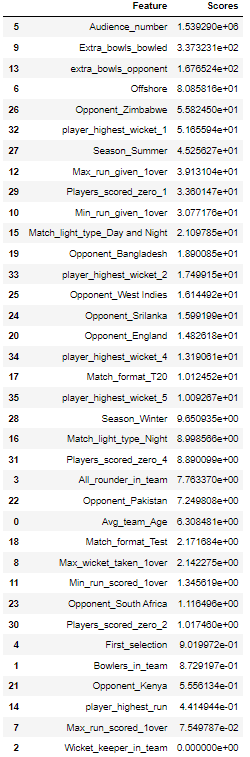 Feature Scores
5 Audience_number 1.539290e+06
9 Extra_bowls_bowled 3.373231e+02
13 extra_bowls_opponent 1.676524e+02
6 Offshore 8.085816e+01
26 Opponent_Zimbabwe 5.582450e+01
32 player_highest_wicket_1 5.165594e+01
27 Season_Summer 4.525627e+01
12 Max_run_given_1over 3.913104e+01
29 Players_scored_zero_1 3.360147e+01
10 Min_run_given_1over 3.077176e+01
15 Match_light_type_Day and Night 2.109785e+01
19 Opponent_Bangladesh 1.890085e+01
33 player_highest_wicket_2 1.749915e+01
25 Opponent_West Indies 1.614492e+01
24 Opponent_Srilanka 1.599199e+01
20 Opponent_England 1.482618e+01
34 player_highest_wicket_4 1.319061e+01
17 Match_format_T20 1.012452e+01
35 player_highest_wicket_5 1.009267e+01
28 Season_Winter 9.650935e+00
16 Match_light_type_Night 8.998566e+00
31 Players_scored_zero_4 8.890099e+00
3 All_rounder_in_team 7.763370e+00
22 Opponent_Pakistan 7.249808e+00
0 Avg_team_Age 6.308481e+00
18 Match_format_Test 2.171684e+00
8 Max_wicket_taken_1over 2.142275e+00
11 Min_run_scored_1over 1.345619e+00
23 Opponent_South Africa 1.116496e+00
30 Players_scored_zero_2 1.017460e+00
4 First_selection 9.019972e-01
1 Bowlers_in_team 8.729197e-01
21 Opponent_Kenya 5.556134e-01
14 player_highest_run 4.414944e-01
7 Max_run_scored_1over 7.549787e-02
2 Wicket_keeper_in_team 0.000000e+00